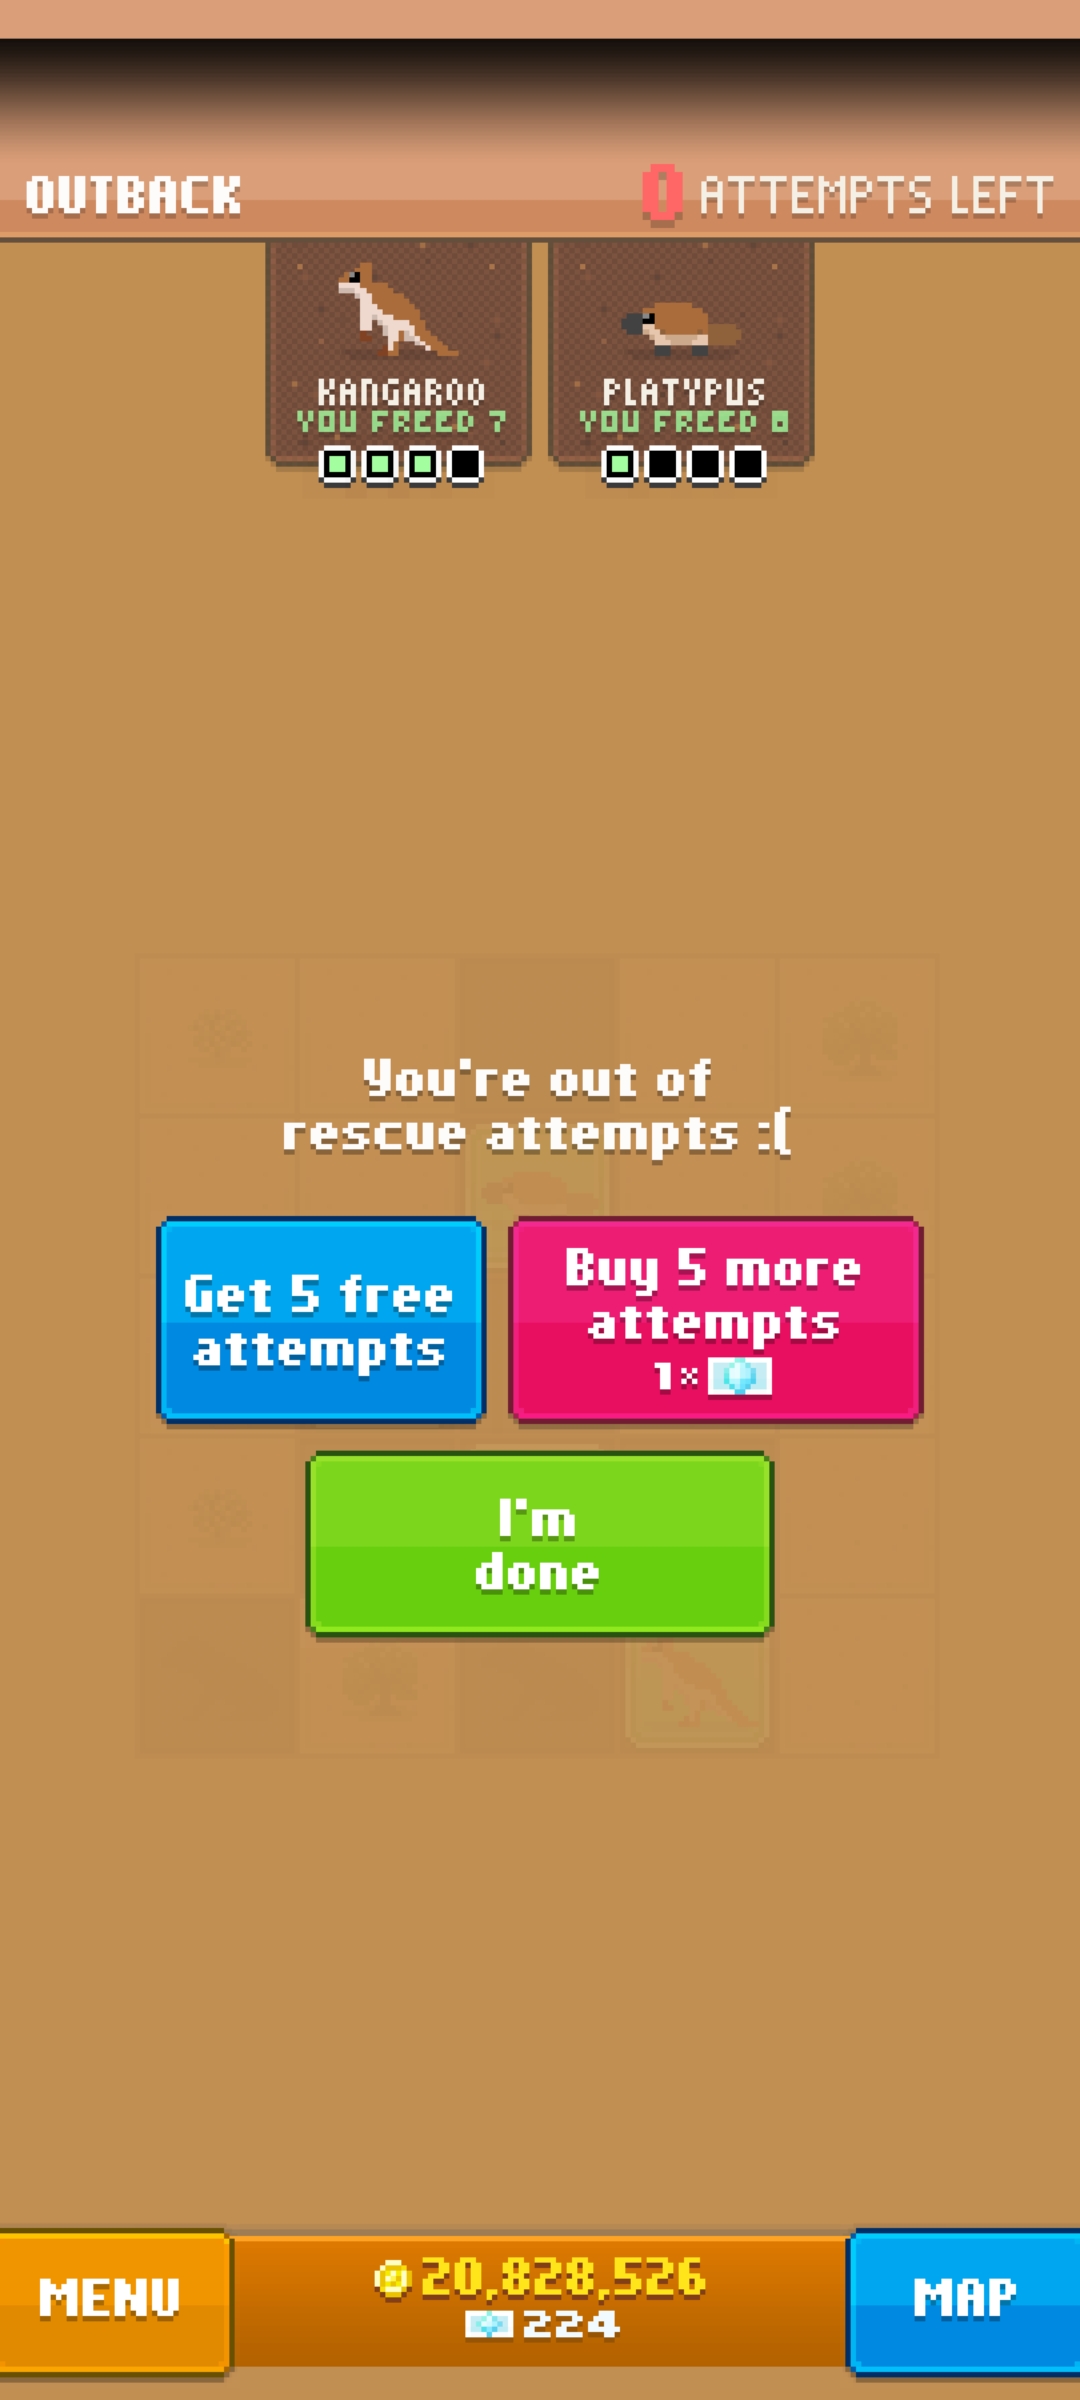 OUTBACK
0 ATTEMPTS LEFT
KANGAROO
YOU FREED 7
PLATYPUS
YOU FREED 8
You're out of
rescue attempts :(
Get 5 free
attempts
Buy 5 more
attempts
1×
I'm
done
MENU
20,828,526
224
MAP